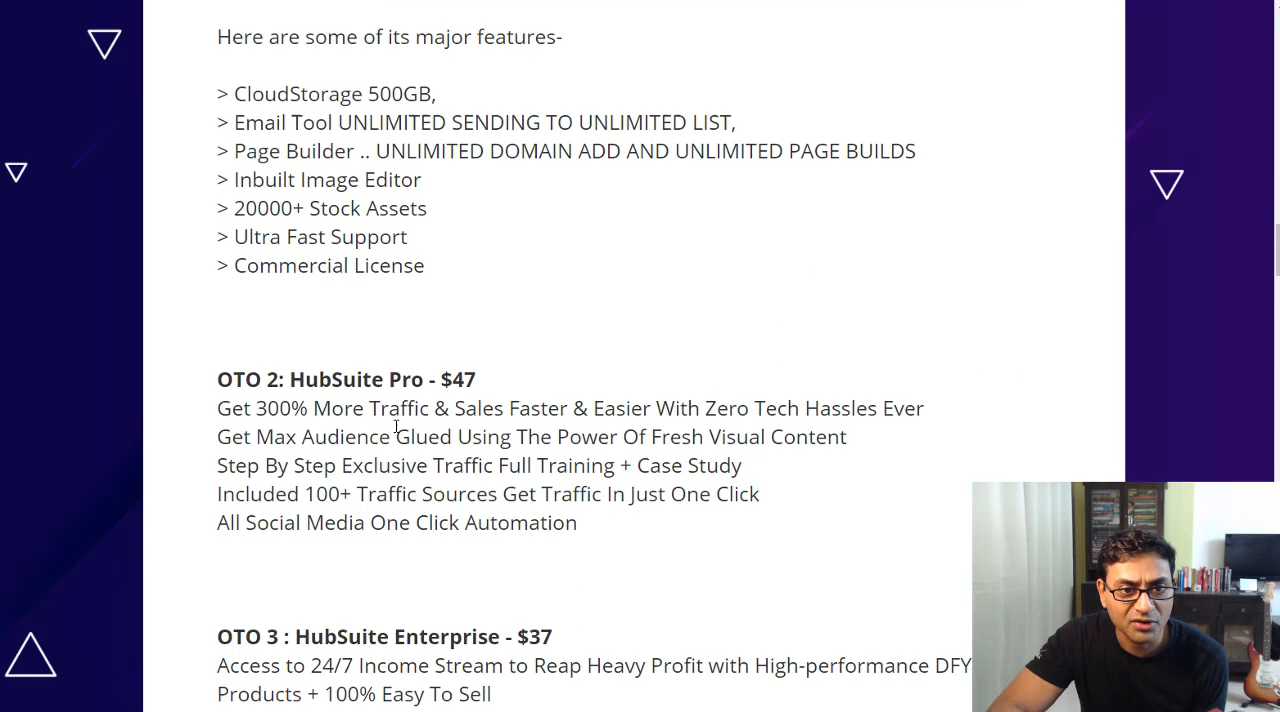 Here are some of its major features-
> CloudStorage 500GB,
> Email Tool UNLIMITED SENDING TO UNLIMITED LIST,
> Page Builder .. UNLIMITED DOMAIN ADD AND UNLIMITED PAGE BUILDS
> Inbuilt Image Editor
> 20000+ Stock Assets
> Ultra Fast Support
> Commercial License
OTO 2: HubSuite Pro - $47
Get 300% More Traffic & Sales Faster & Easier With Zero Tech Hassles Ever
Get Max Audience Glued Using The Power Of Fresh Visual Content
Step By Step Exclusive Traffic Full Training + Case Study
Included 100+ Traffic Sources Get Traffic In Just One Click
All Social Media One Click Automation
OTO 3 : HubSuite Enterprise - $37
Access to 24/7 Income Stream to Reap Heavy Profit with High-performance DFY
Products + 100% Easy To Sell